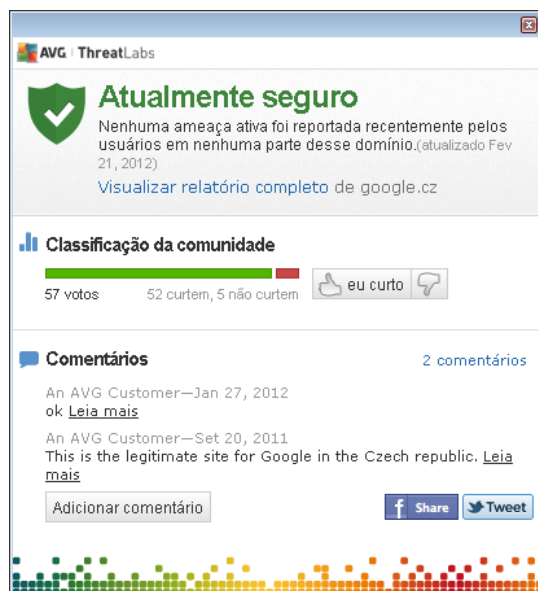 AVG ThreatLabs
Atualmente seguro
Nenhuma ameaça ativa foi reportada recentemente pelos
usuários em nenhuma parte desse domínio.(atualizado Fev
21, 2012)
Visualizar relatório completo de google.cz
Classificação da comunidade
57 votos 52 curtem, 5 não curtem
eu curto
Comentários 2 comentários
An AVG Customer—Jan 27, 2012
ok Leia mais
An AVG Customer—Set 20, 2011
This is the legitimate site for Google in the Czech republic. Leia
mais
Adicionar comentário f Share Tweet